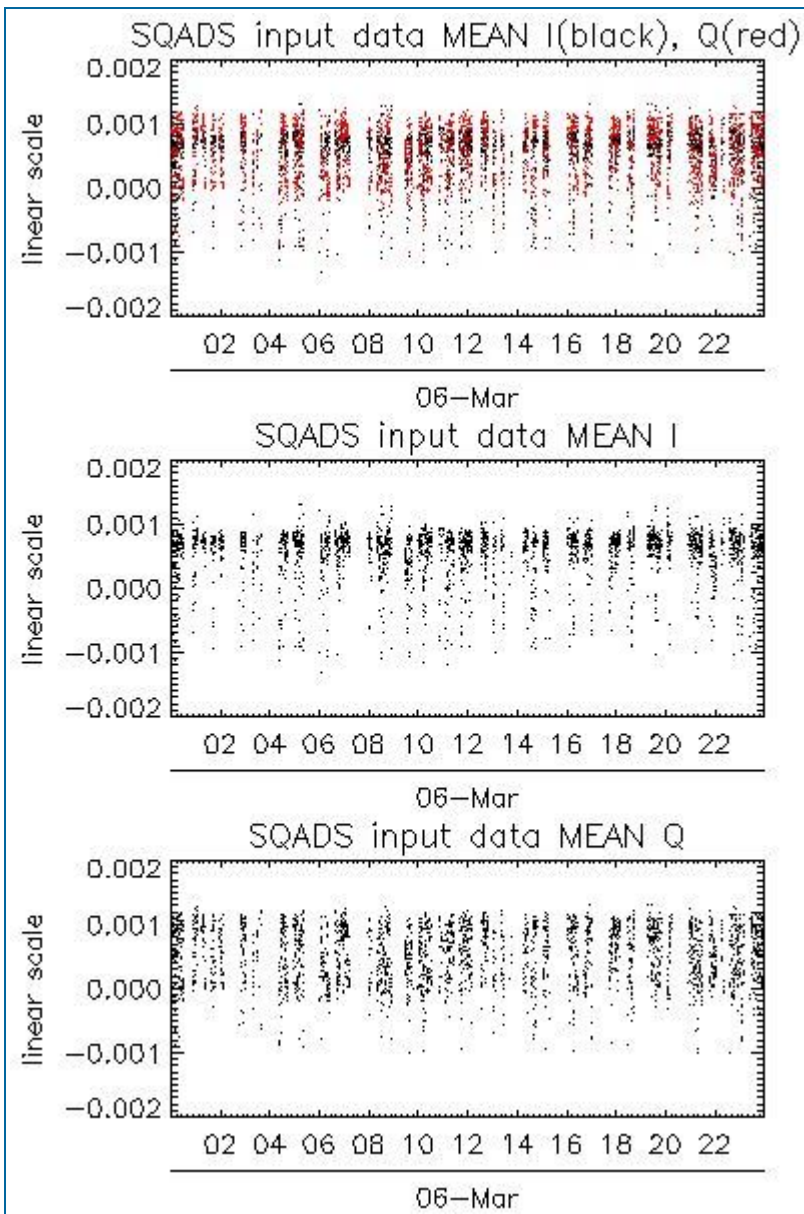 SQADS input data MEAN I(black), Q(red)
linear scale
0.002
0.001
0.000
−0.001
−0.002
02 04 06 08 10 12 14 16 18 20 22
06−Mar
SQADS input data MEAN I
linear scale
0.002
0.001
0.000
−0.001
−0.002
02 04 06 08 10 12 14 16 18 20 22
06−Mar
SQADS input data MEAN Q
linear scale
0.002
0.001
0.000
−0.001
−0.002
02 04 06 08 10 12 14 16 18 20 22
06−Mar